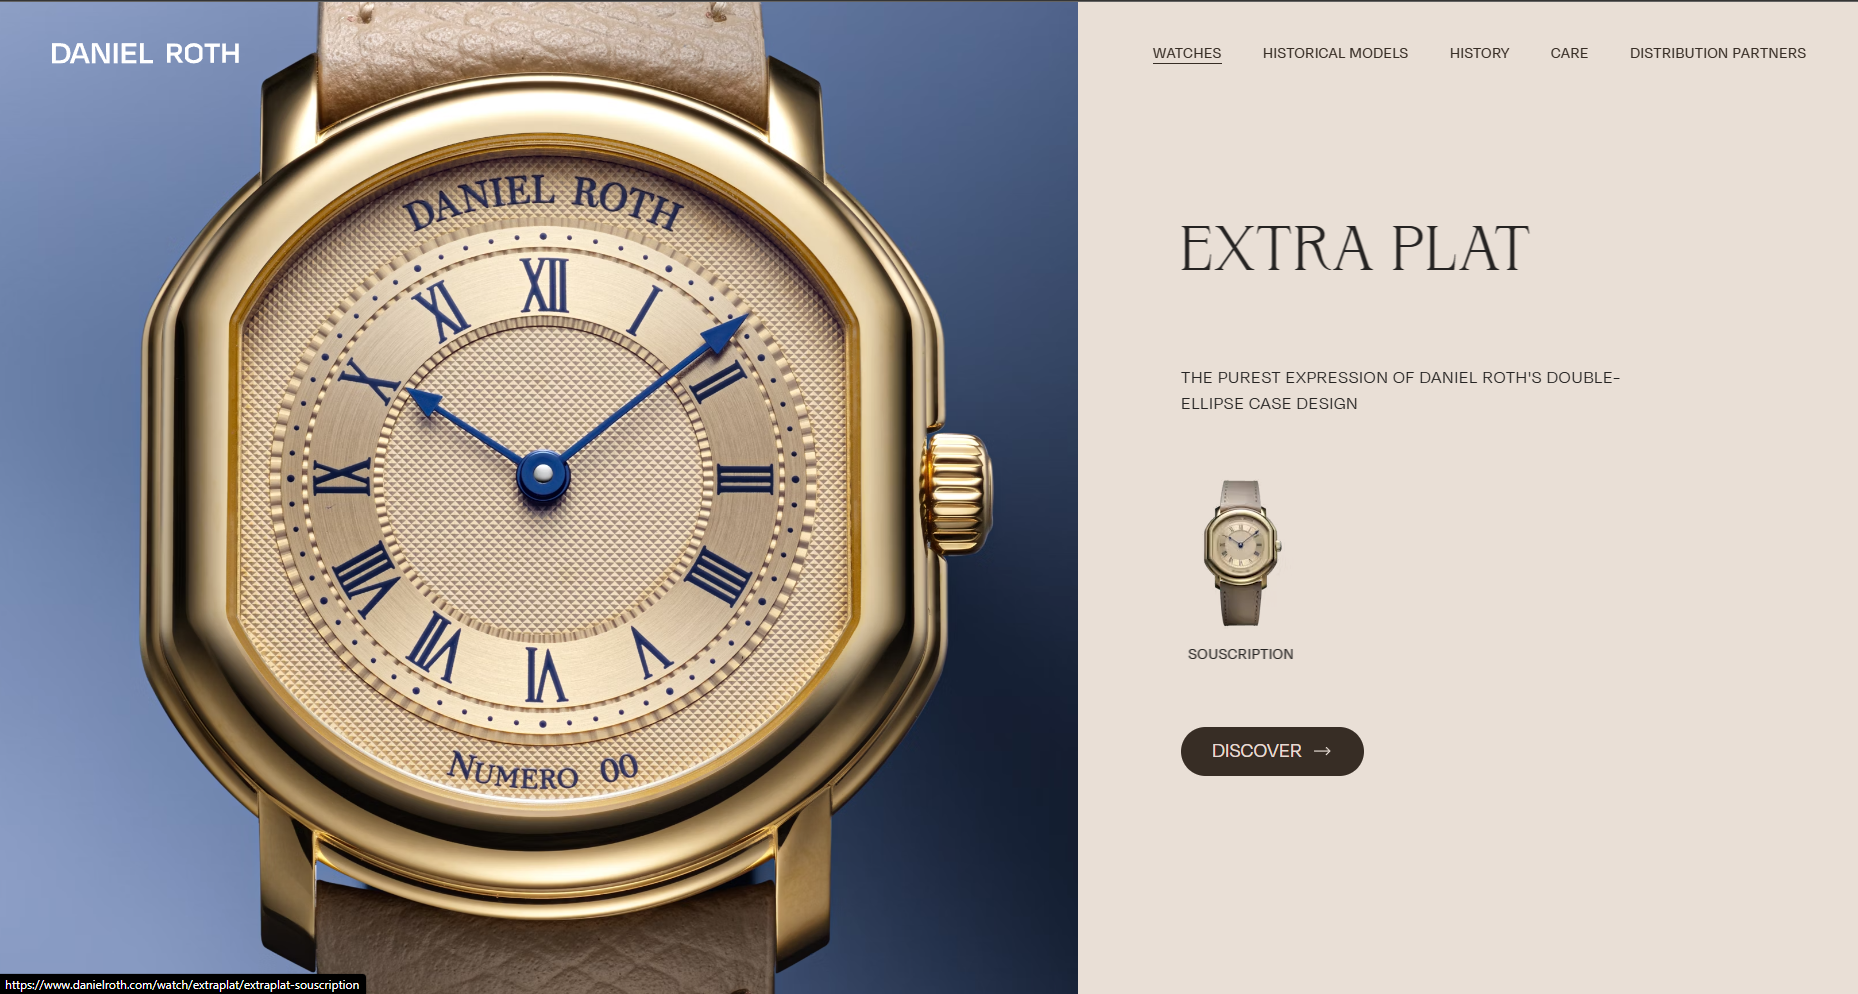 DANIEL ROTH
WATCHES HISTORICAL MODELS HISTORY CARE DISTRIBUTION PARTNERS
DANIEL ROTH
XII
I
II
III
IIII
V
VI
VII
VIII
IX
X
XI
NUMERO 00
EXTRA PLAT
THE PUREST EXPRESSION OF DANIEL ROTH'S DOUBLE-
ELLIPSE CASE DESIGN
SOUSCRIPTION
DISCOVER →
https://www.danielroth.com/watch/extraplat/extraplat-souscription